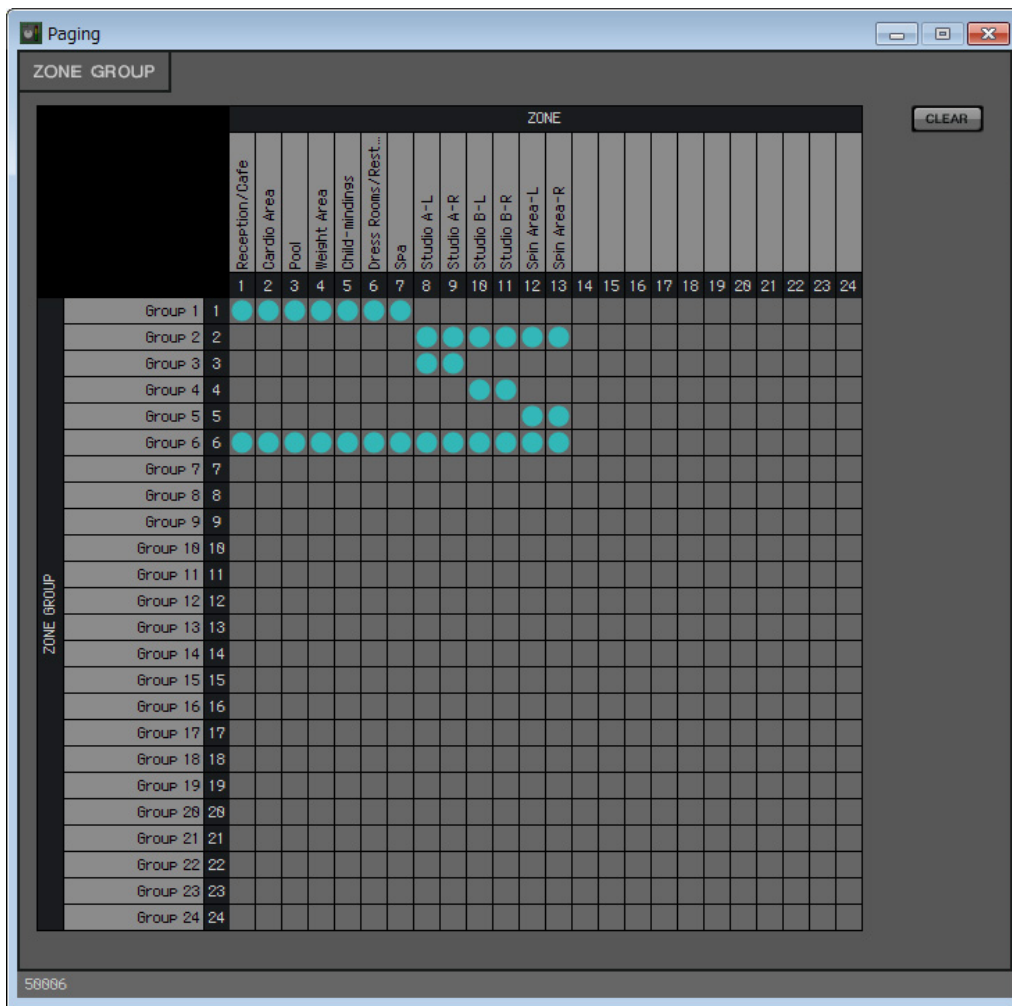 Paging
ZONE GROUP
CLEAR
ZONE
Reception/Cafe
Cardio Area
Pool
Weight Area
Child-mindings
Dress Rooms/Rest...
Spa
Studio A-L
Studio A-R
Studio B-L
Studio B-R
Spin Area-L
Spin Area-R
1 2 3 4 5 6 7 8 9 10 11 12 13 14 15 16 17 18 19 20 21 22 23 24
ZONE GROUP
Group 1 1
Group 2 2
Group 3 3
Group 4 4
Group 5 5
Group 6 6
Group 7 7
Group 8 8
Group 9 9
Group 10 10
Group 11 11
Group 12 12
Group 13 13
Group 14 14
Group 15 15
Group 16 16
Group 17 17
Group 18 18
Group 19 19
Group 20 20
Group 21 21
Group 22 22
Group 23 23
Group 24 24
50006